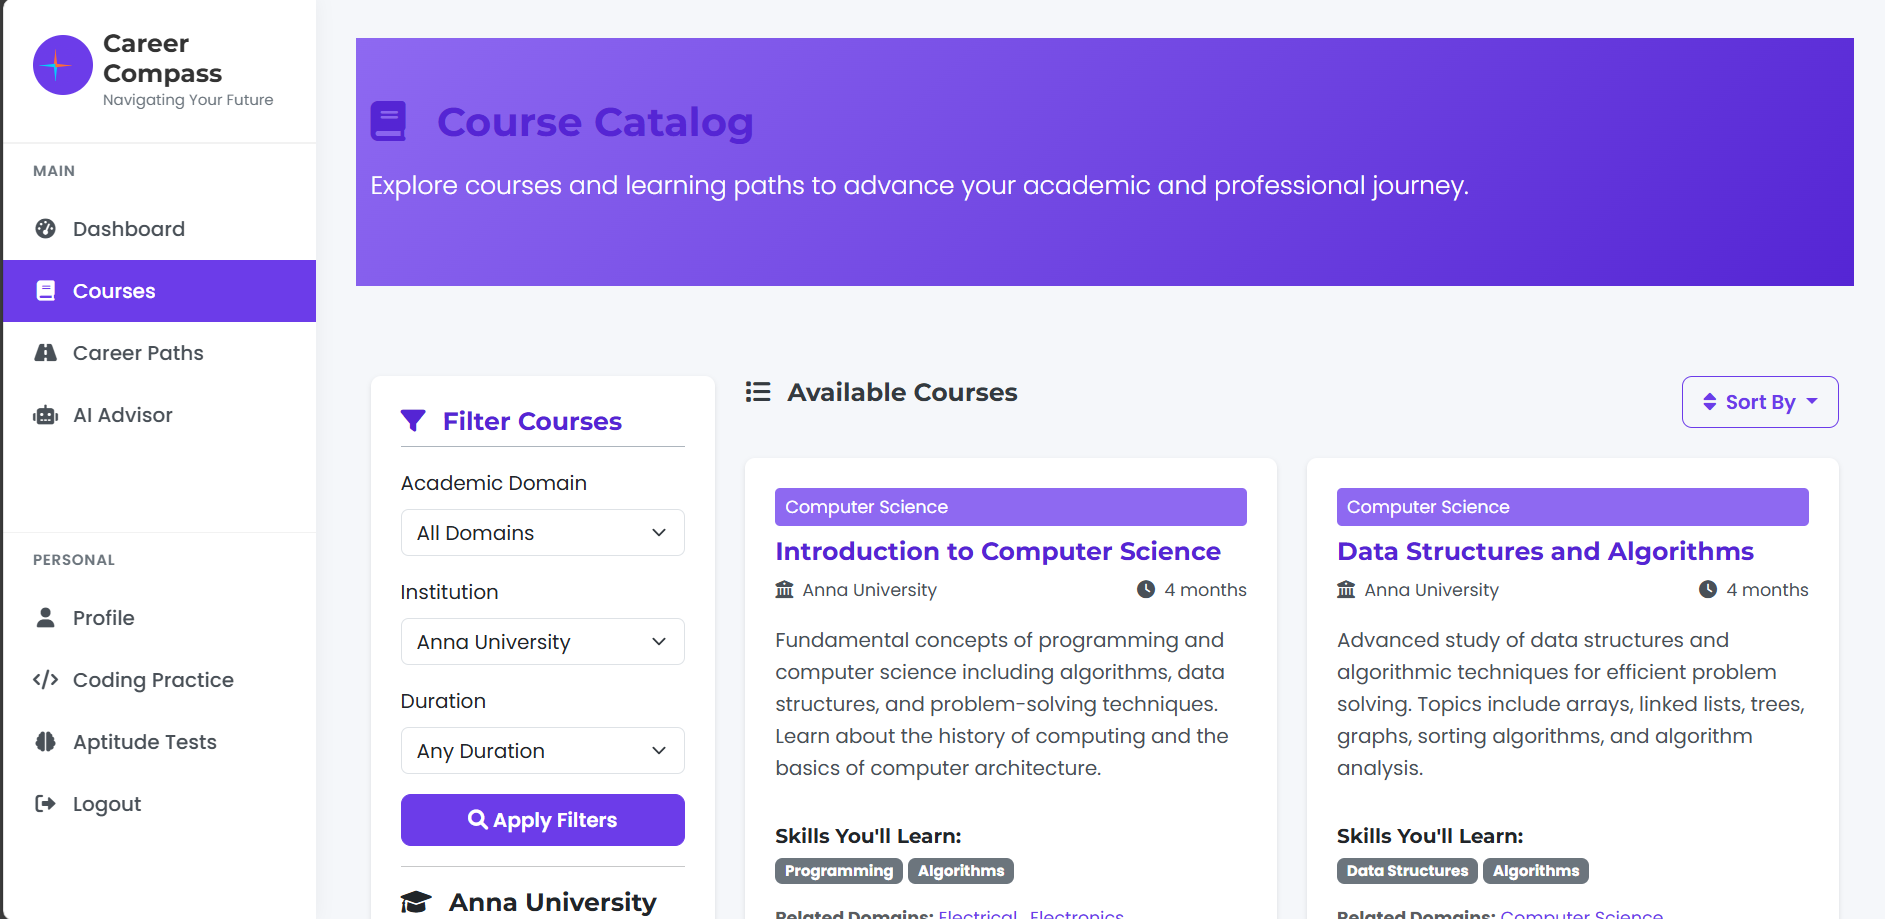 Career
Compass
Navigating Your Future
MAIN
Dashboard
Courses
Career Paths
AI Advisor
PERSONAL
Profile
Coding Practice
Aptitude Tests
Logout
Course Catalog
Explore courses and learning paths to advance your academic and professional journey.
Filter Courses
Academic Domain
All Domains
Institution
Anna University
Duration
Any Duration
Apply Filters
Anna University
Available Courses
Sort By
Computer Science
Introduction to Computer Science
Anna University 4 months
Fundamental concepts of programming and
computer science including algorithms, data
structures, and problem-solving techniques.
Learn about the history of computing and the
basics of computer architecture.
Skills You'll Learn:
Programming Algorithms
Related Domains: Electrical, Electronics
Computer Science
Data Structures and Algorithms
Anna University 4 months
Advanced study of data structures and
algorithmic techniques for efficient problem
solving. Topics include arrays, linked lists, trees,
graphs, sorting algorithms, and algorithm
analysis.
Skills You'll Learn:
Data Structures Algorithms
Related Domains: Computer Science